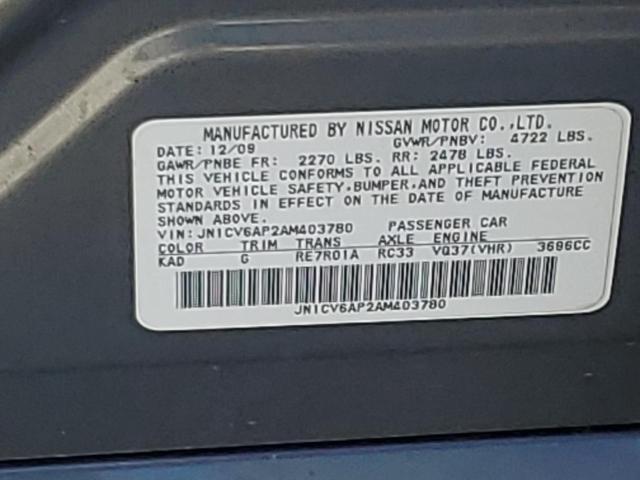 MANUFACTURED BY NISSAN MOTOR CO.,LTD.
DATE: 12/09 GVWR/PNBV: 4722 LBS.
GAWR/PNBE FR: 2270 LBS. RR: 2478 LBS.
THIS VEHICLE CONFORMS TO ALL APPLICABLE FEDERAL
MOTOR VEHICLE SAFETY,BUMPER,AND THEFT PREVENTION
STANDARDS IN EFFECT ON THE DATE OF MANUFACTURE
SHOWN ABOVE.
VIN: JN1CV6AP2AM403780 PASSENGER CAR
COLOR TRIM TRANS AXLE ENGINE
KAD G RE7R01A RC33 VQ37(VHR) 3696CC
JN1CV6AP2AM403780